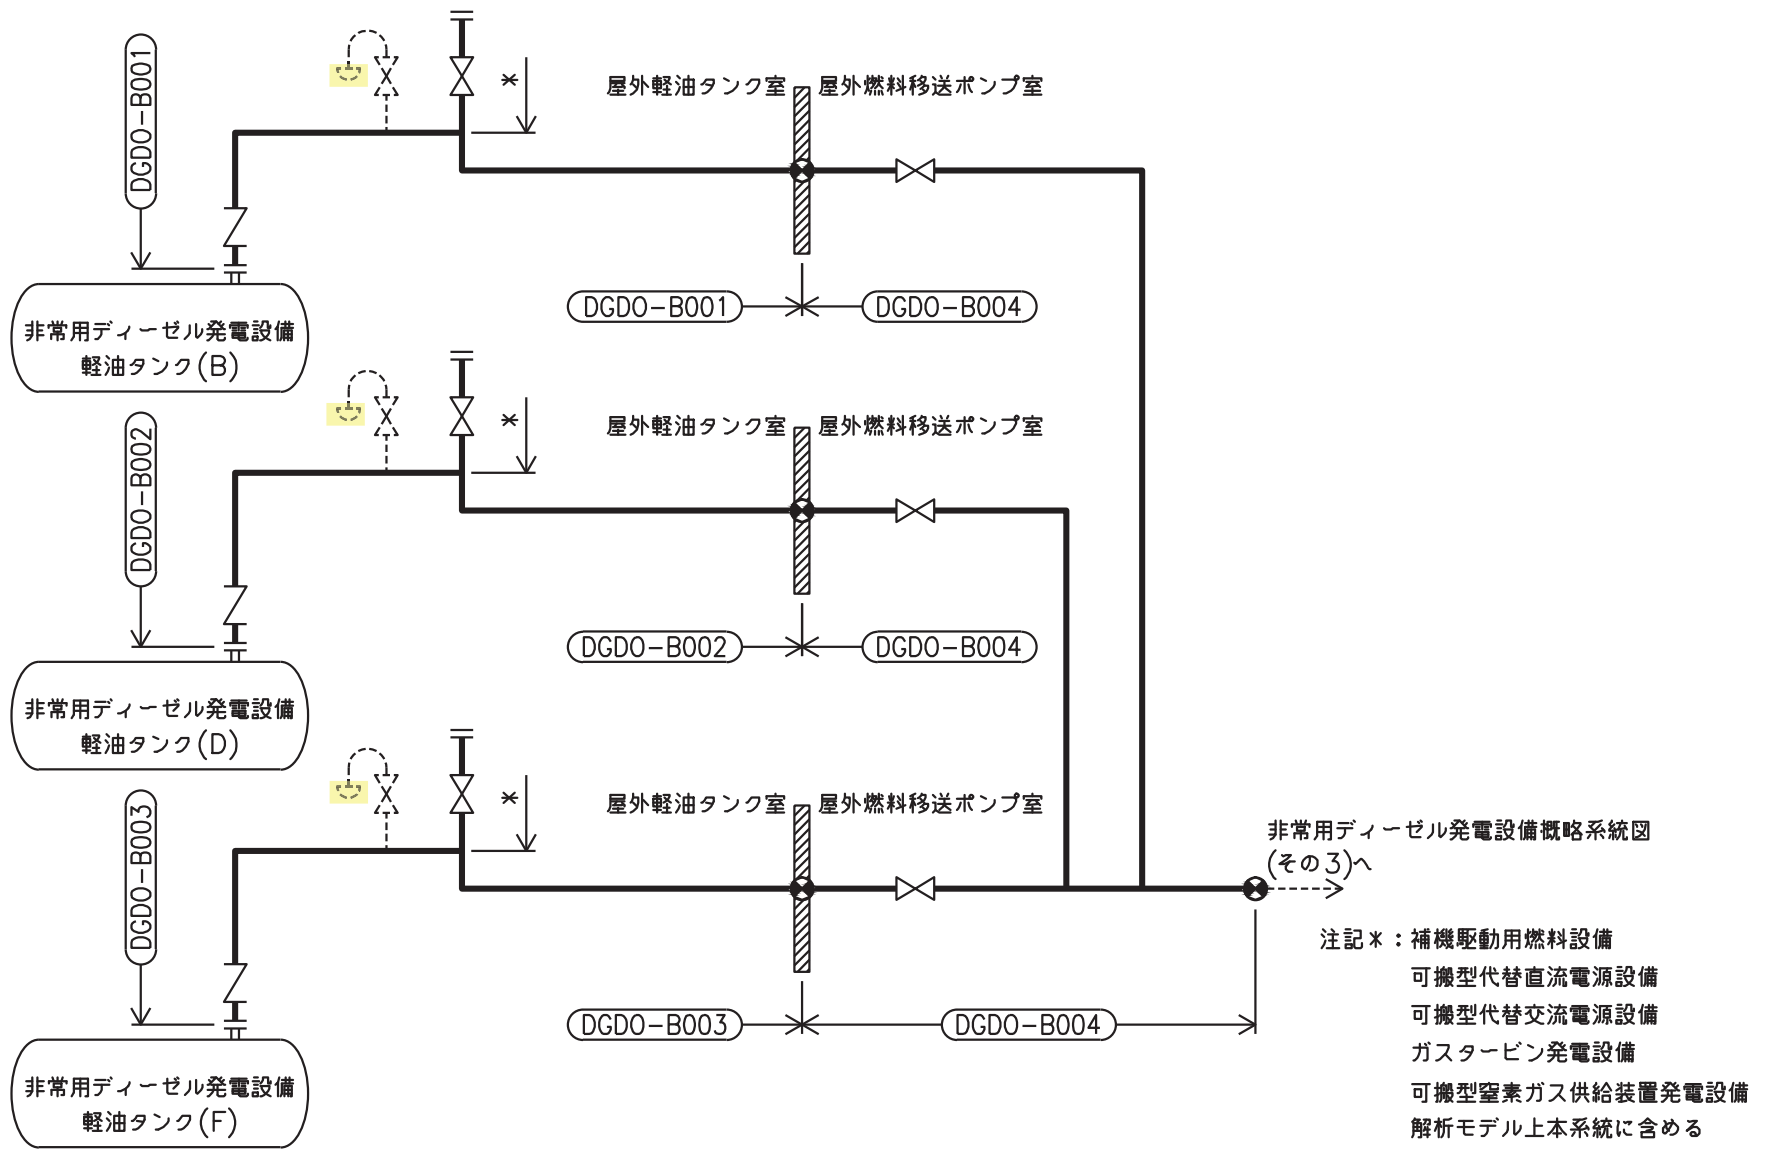 DGDO-B001
*
屋外軽油タンク室
屋外燃料移送ポンプ室
DGDO-B001
DGDO-B004
非常用ディーゼル発電設備
軽油タンク(B)
DGDO-B002
*
屋外軽油タンク室
屋外燃料移送ポンプ室
DGDO-B002
DGDO-B004
非常用ディーゼル発電設備
軽油タンク(D)
DGDO-B003
*
屋外軽油タンク室
屋外燃料移送ポンプ室
非常用ディーゼル発電設備概略系統図
(その3)へ
DGDO-B003
DGDO-B004
非常用ディーゼル発電設備
軽油タンク(F)
注記*：補機駆動用燃料設備
可搬型代替直流電源設備
可搬型代替交流電源設備
ガスタービン発電設備
可搬型窒素ガス供給装置発電設備
解析モデル上本系統に含める